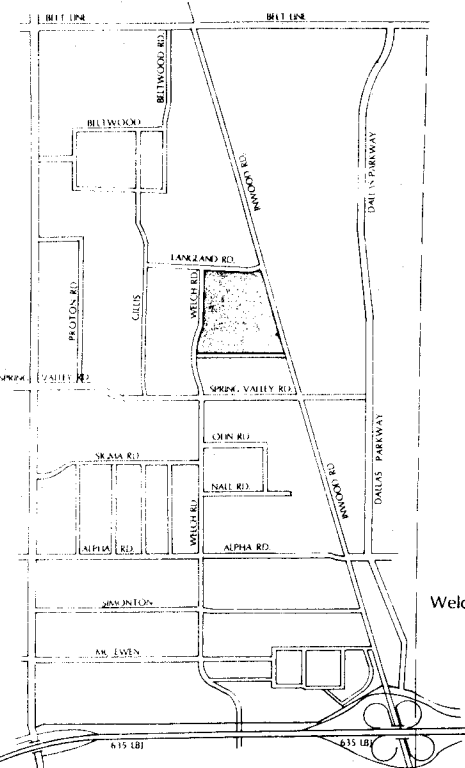 BELT LINE
BELT LINE
BELTWOOD RD.
BELTWOOD
INWOOD RD.
DALLAS PARKWAY
LANGLAND RD.
WELCH RD.
GILLIS
PROTON RD.
SPRING VALLEY RD.
SPRING VALLEY RD.
OHN RD
SIGMA RD.
NALL RD.
INWOOD RD
DALLAS PARKWAY
WELCH RD.
ALPHA RD.
ALPHA RD.
SIMONTON
Welc
MC EWEN
635 LBJ
635 LBJ